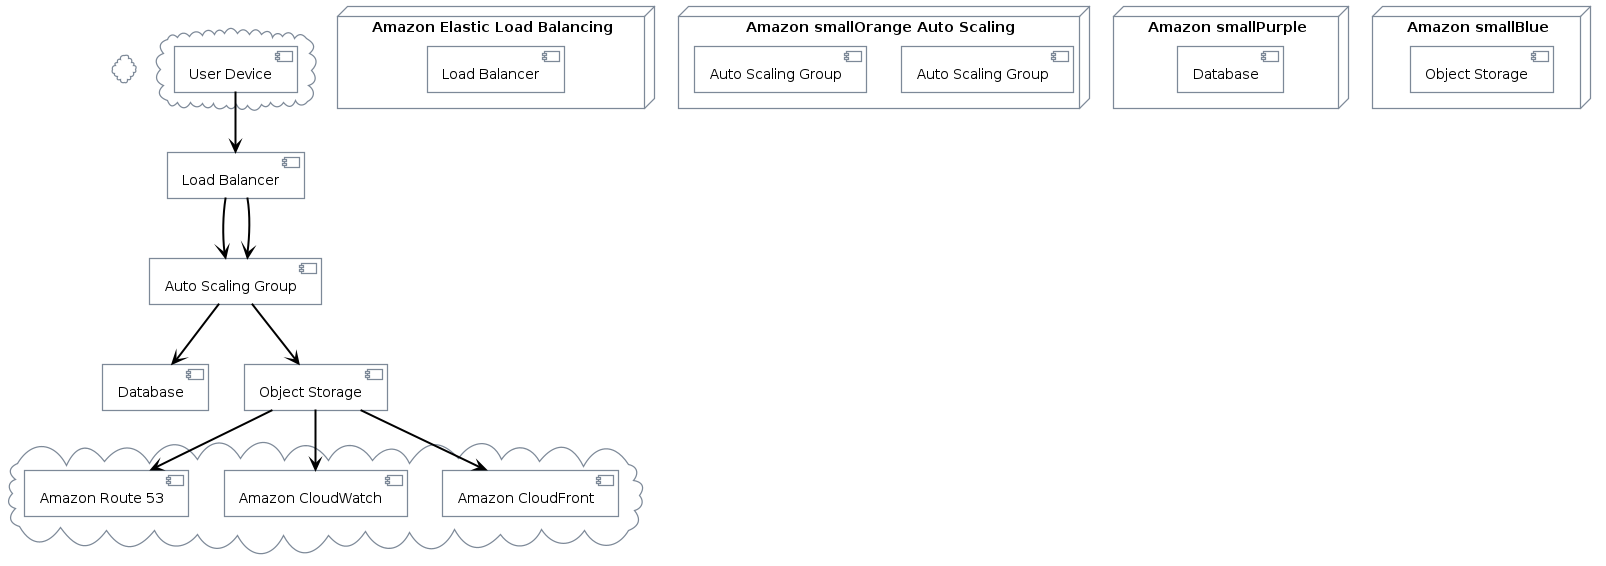 Amazon Elastic Load Balancing
Amazon smallOrange Auto Scaling
Amazon smallPurple
Amazon smallBlue
User Device
Load Balancer
Auto Scaling Group
Auto Scaling Group
Database
Object Storage
Load Balancer
Auto Scaling Group
Database
Object Storage
Amazon Route 53
Amazon CloudWatch
Amazon CloudFront